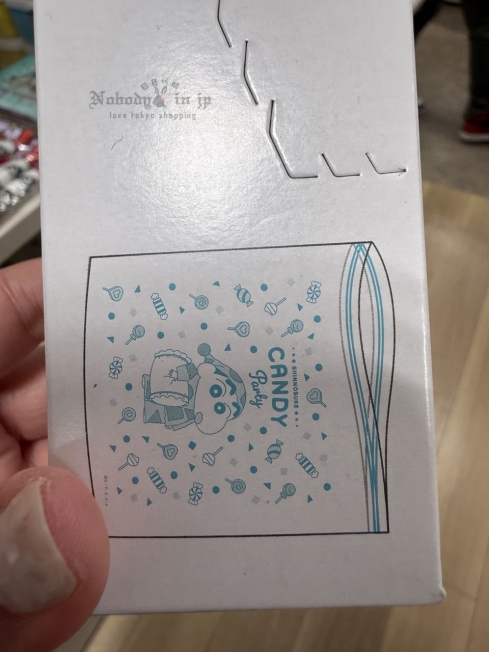 Nobody in jp
love tokyo shopping
SHINNOSUKE
CANDY
Party